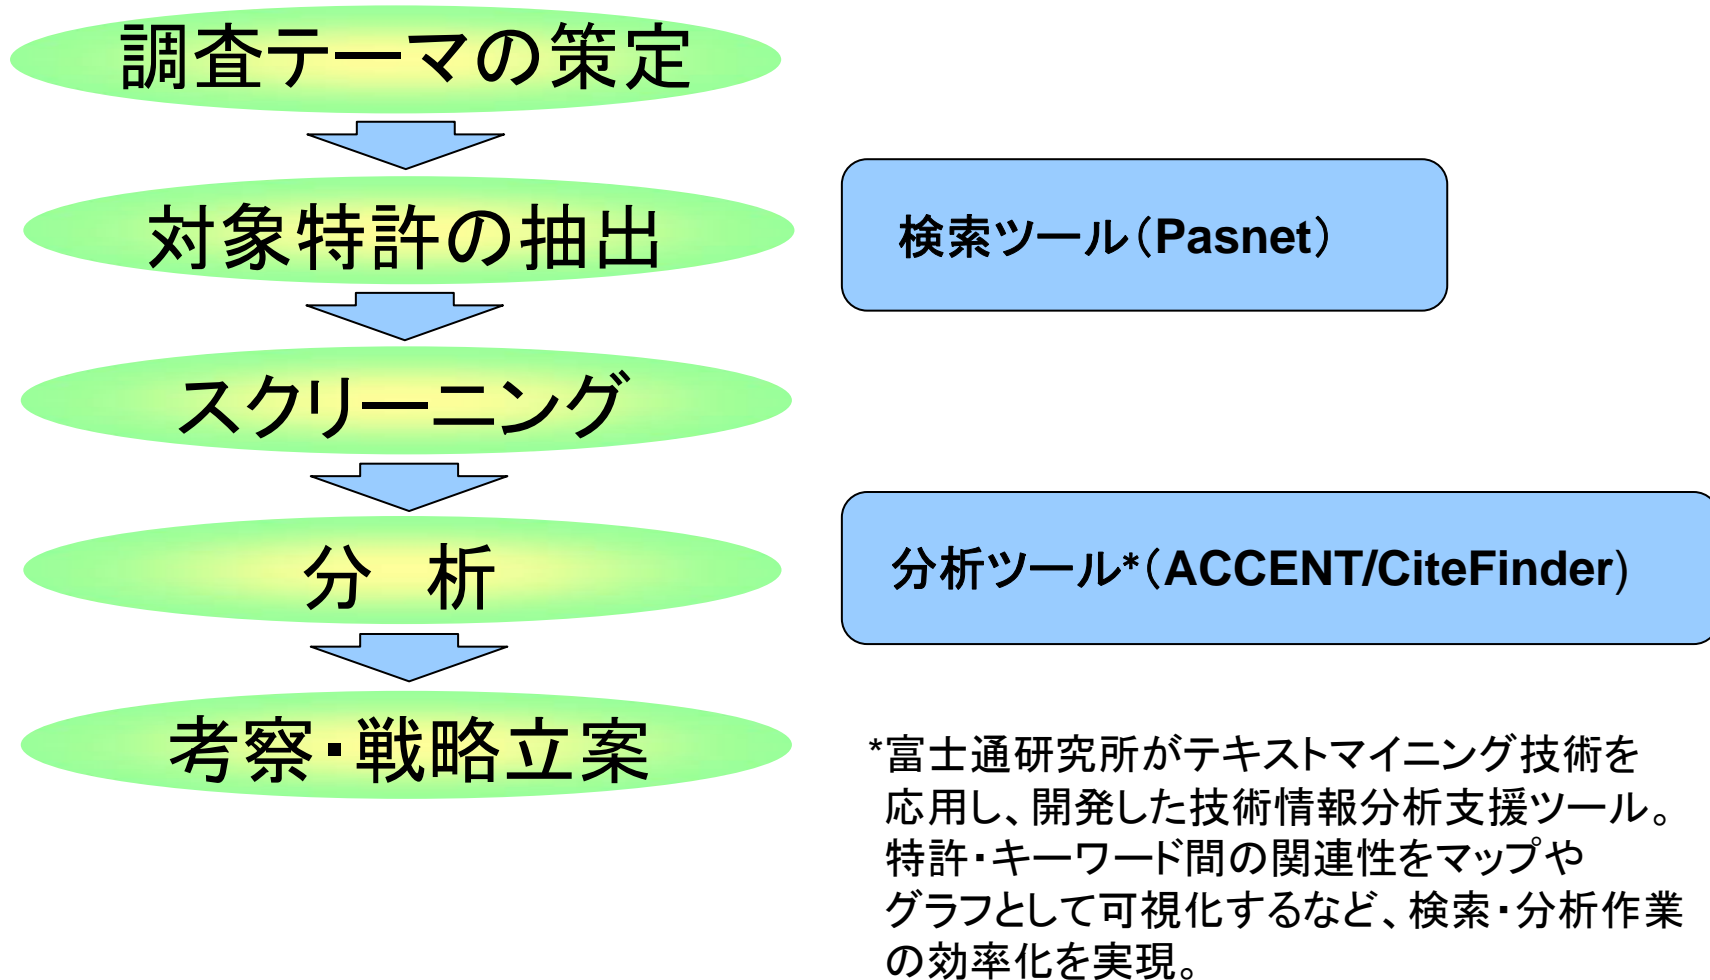 調査テーマの策定
対象特許の抽出
検索ツール(Pasnet)
スクリーニング
分 析
分析ツール*(ACCENT/CiteFinder)
考察・戦略立案
*富士通研究所がテキストマイニング技術を
応用し、開発した技術情報分析支援ツール。
特許・キーワード間の関連性をマップや
グラフとして可視化するなど、検索・分析作業
の効率化を実現。